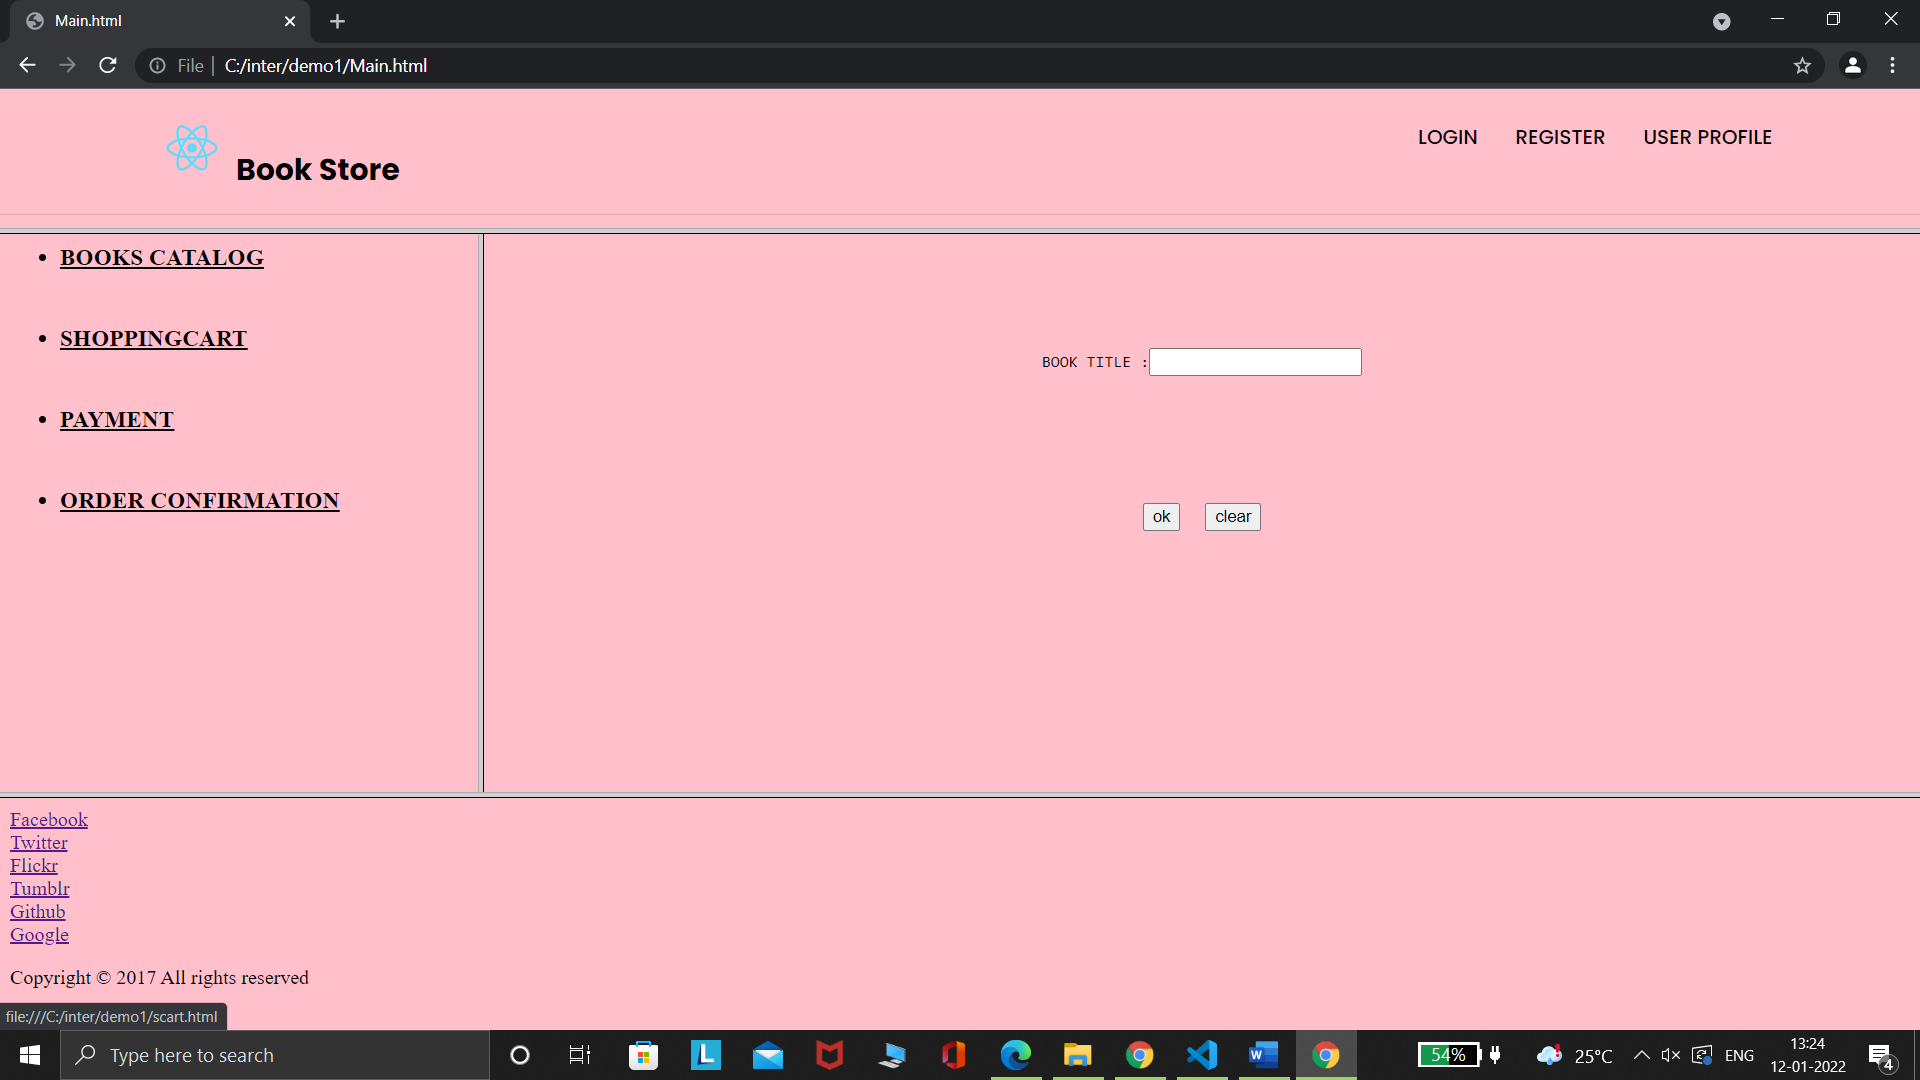 Main.html
File
C:/inter/demo1/Main.html
Book Store
LOGIN REGISTER USER PROFILE
BOOKS CATALOG
SHOPPINGCART
PAYMENT
ORDER CONFIRMATION
BOOK TITLE :
ok clear
Facebook
Twitter
Flickr
Tumblr
Github
Google
Copyright © 2017 All rights reserved
file:///C:/inter/demo1/scart.html
Type here to search
L
W
54%
25°C
ENG
13:24
12-01-2022
4